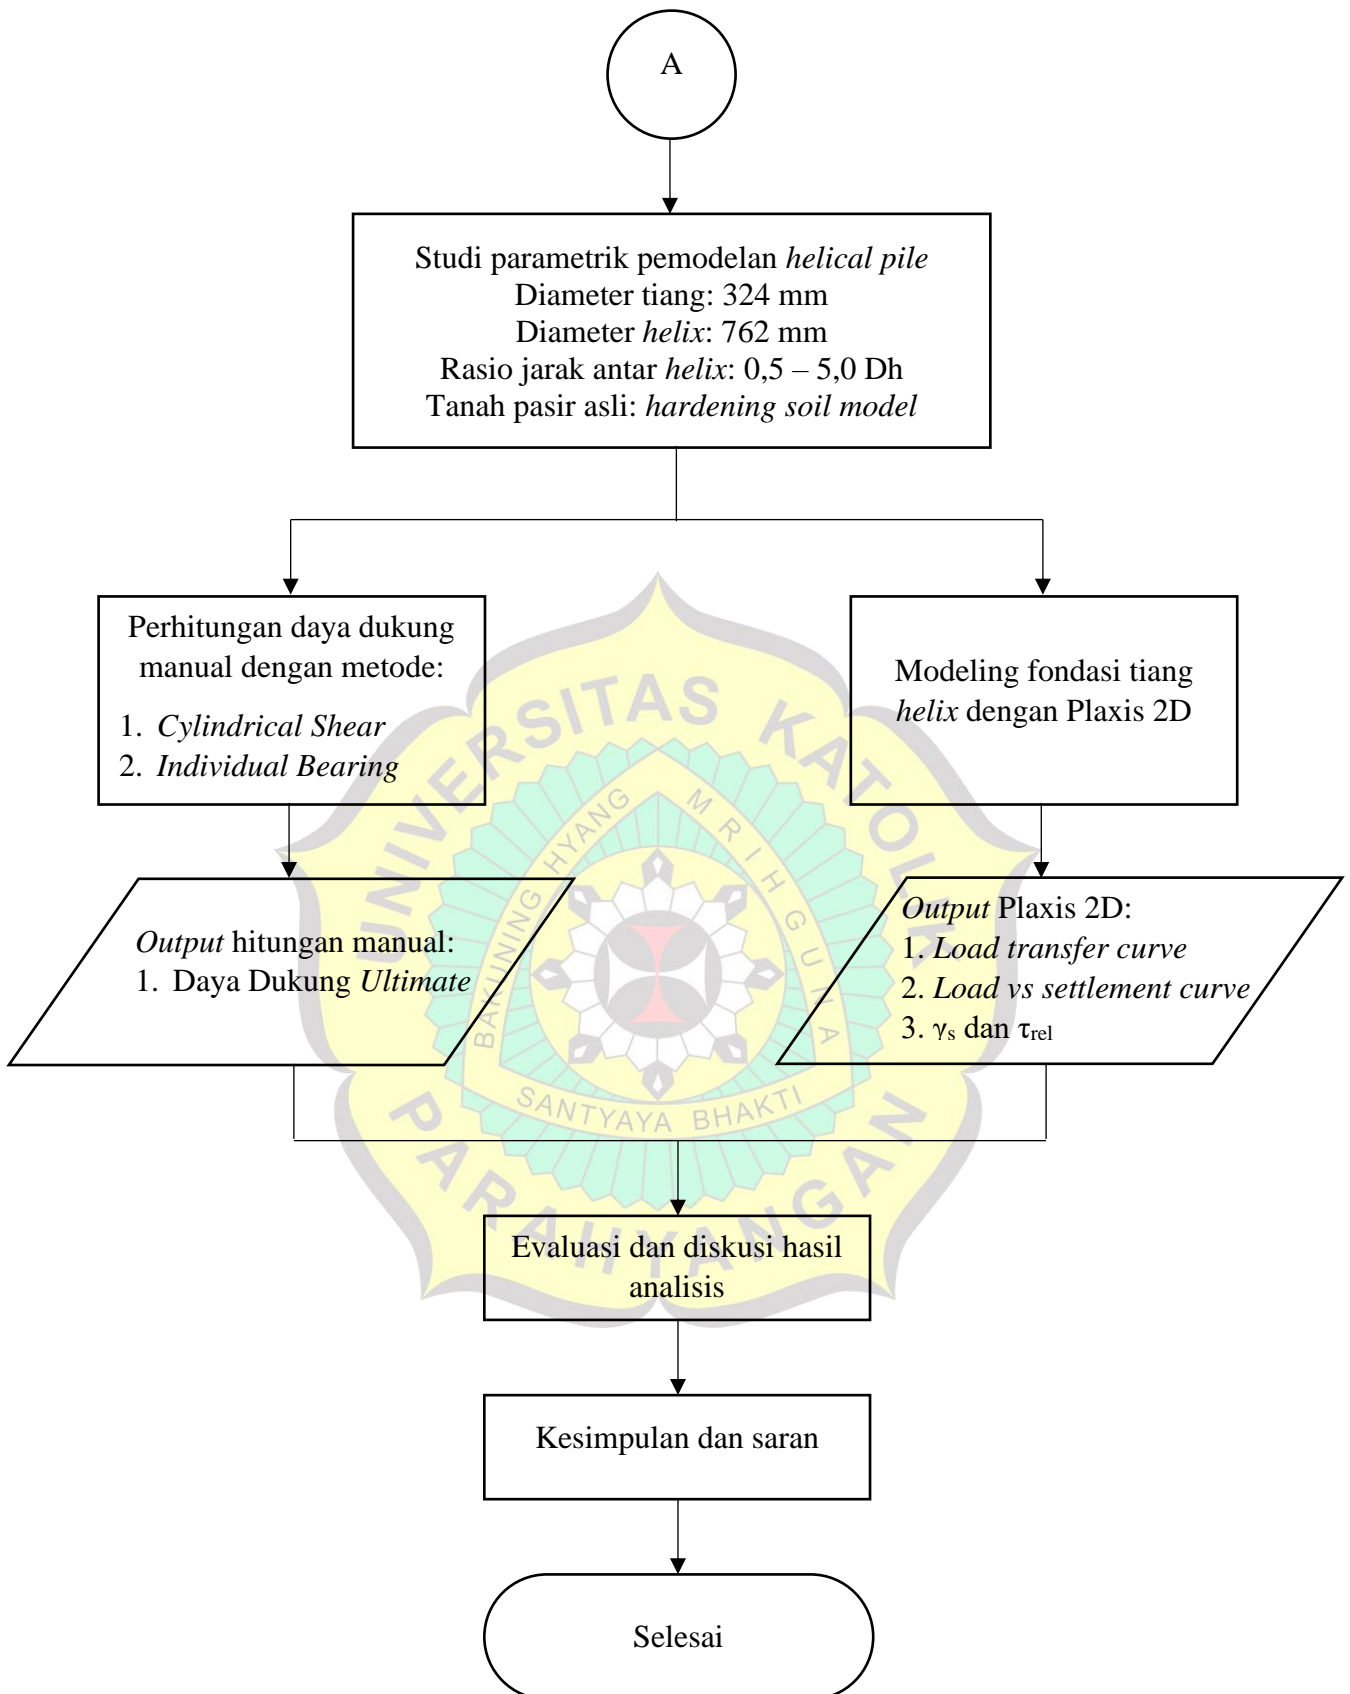 A
Studi parametrik pemodelan helical pile
Diameter tiang: 324 mm
Diameter helix: 762 mm
Rasio jarak antar helix: 0,5 – 5,0 Dh
Tanah pasir asli: hardening soil model
Perhitungan daya dukung
manual dengan metode:
1. Cylindrical Shear
2. Individual Bearing
Modeling fondasi tiang
helix dengan Plaxis 2D
Output hitungan manual:
1. Daya Dukung Ultimate
Output Plaxis 2D:
1. Load transfer curve
2. Load vs settlement curve
3. γs dan τrel
Evaluasi dan diskusi hasil
analisis
Kesimpulan dan saran
Selesai
UNIVERSITAS KATOLIK
PARAHYANGAN
BAKUNING HYANG MRIH GUNA
SANTYAYA BHAKTI